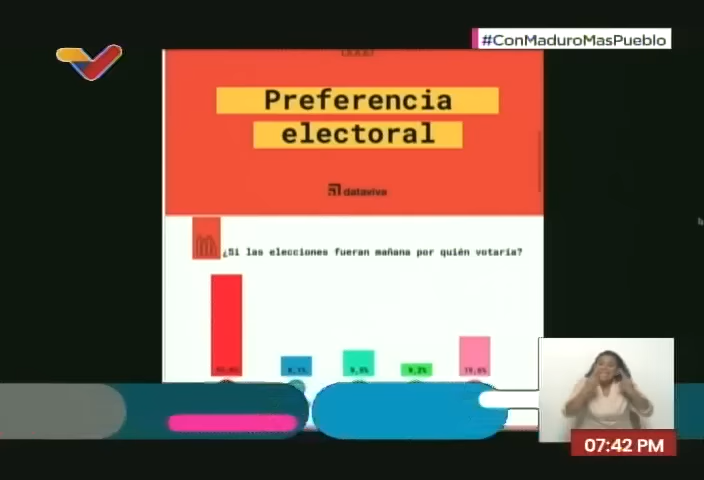 #ConMaduroMasPueblo
Preferencia
electoral
dataviva
¿Si las elecciones fueran mañana por quién votaría?
07:42 PM